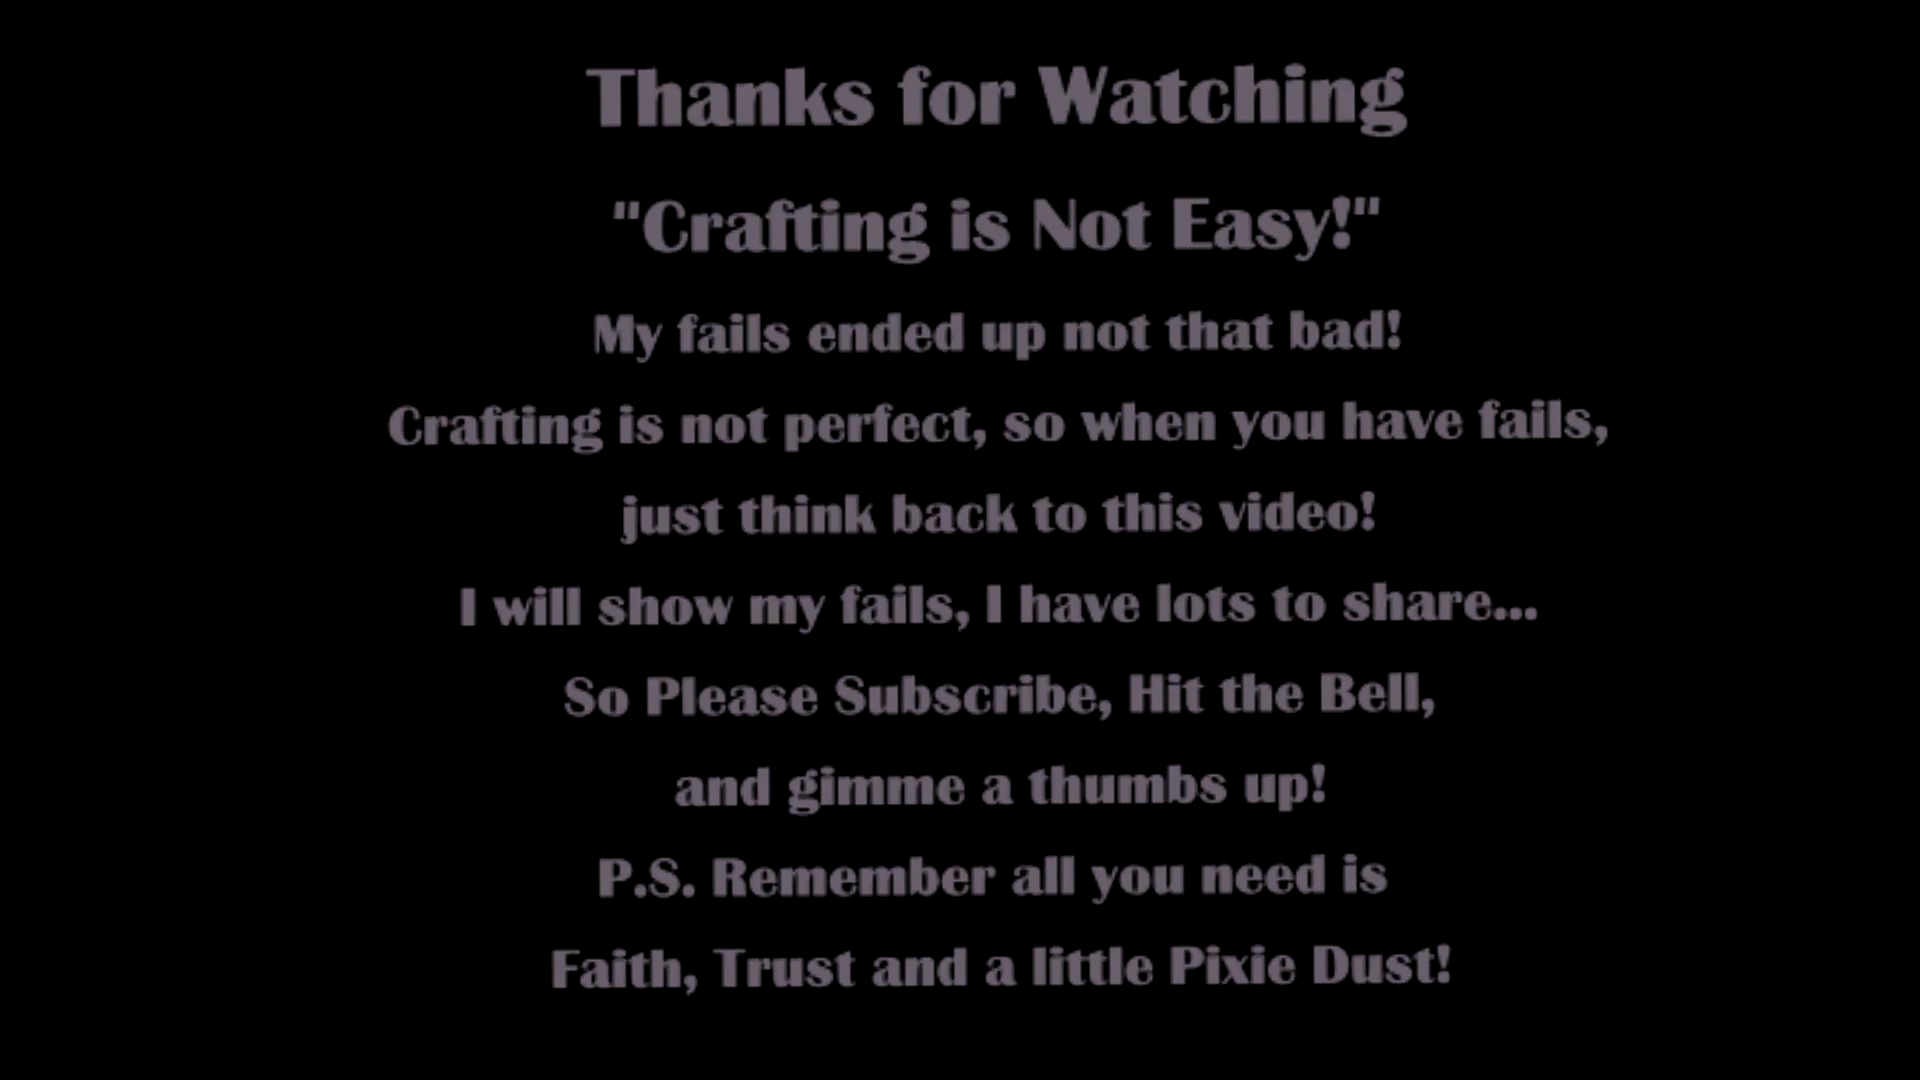 Thanks for Watching
"Crafting is Not Easy!"
My fails ended up not that bad!
Crafting is not perfect, so when you have fails,
just think back to this video!
I will show my fails, I have lots to share...
So Please Subscribe, Hit the Bell,
and gimme a thumbs up!
P.S. Remember all you need is
Faith, Trust and a little Pixie Dust!